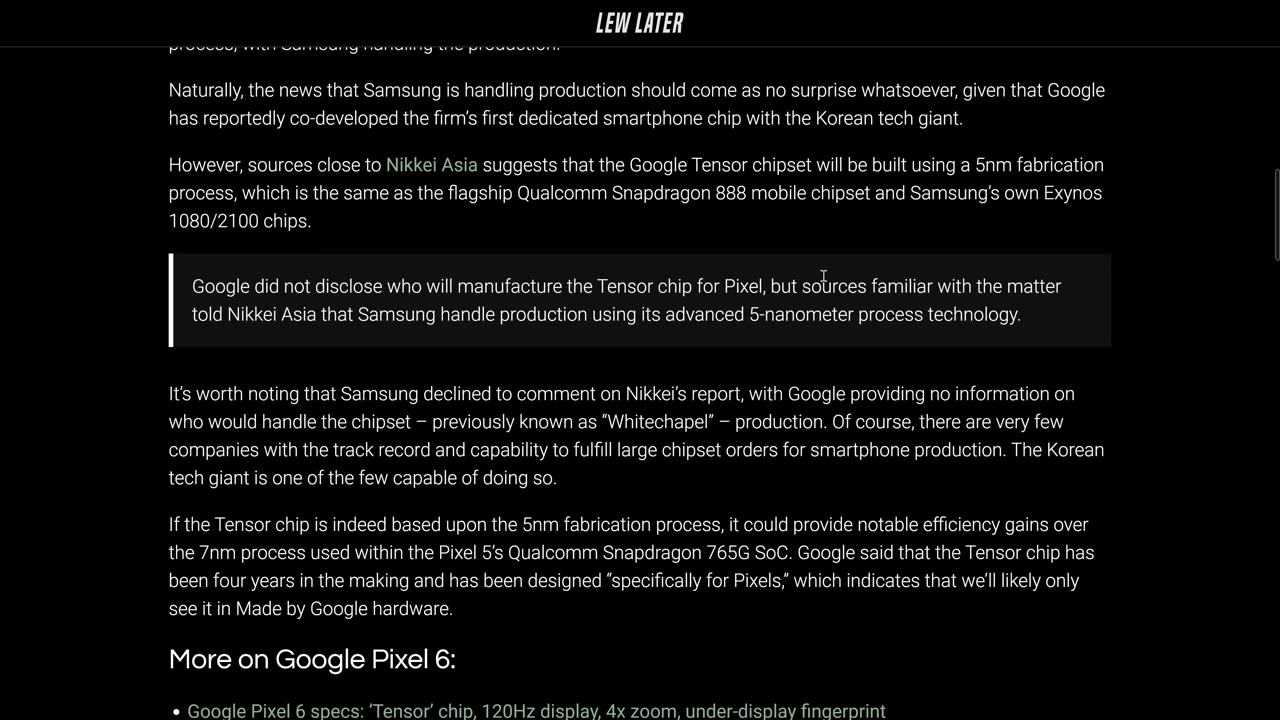 LEW LATER
process, with Samsung handling the production.
Naturally, the news that Samsung is handling production should come as no surprise whatsoever, given that Google
has reportedly co-developed the firm’s first dedicated smartphone chip with the Korean tech giant.
However, sources close to Nikkei Asia suggests that the Google Tensor chipset will be built using a 5nm fabrication
process, which is the same as the flagship Qualcomm Snapdragon 888 mobile chipset and Samsung’s own Exynos
1080/2100 chips.
Google did not disclose who will manufacture the Tensor chip for Pixel, but sources familiar with the matter
told Nikkei Asia that Samsung handle production using its advanced 5-nanometer process technology.
It’s worth noting that Samsung declined to comment on Nikkei’s report, with Google providing no information on
who would handle the chipset – previously known as “Whitechapel” – production. Of course, there are very few
companies with the track record and capability to fulfill large chipset orders for smartphone production. The Korean
tech giant is one of the few capable of doing so.
If the Tensor chip is indeed based upon the 5nm fabrication process, it could provide notable efficiency gains over
the 7nm process used within the Pixel 5’s Qualcomm Snapdragon 765G SoC. Google said that the Tensor chip has
been four years in the making and has been designed “specifically for Pixels,” which indicates that we’ll likely only
see it in Made by Google hardware.
More on Google Pixel 6:
• Google Pixel 6 specs: ‘Tensor’ chip, 120Hz display, 4x zoom, under-display fingerprint